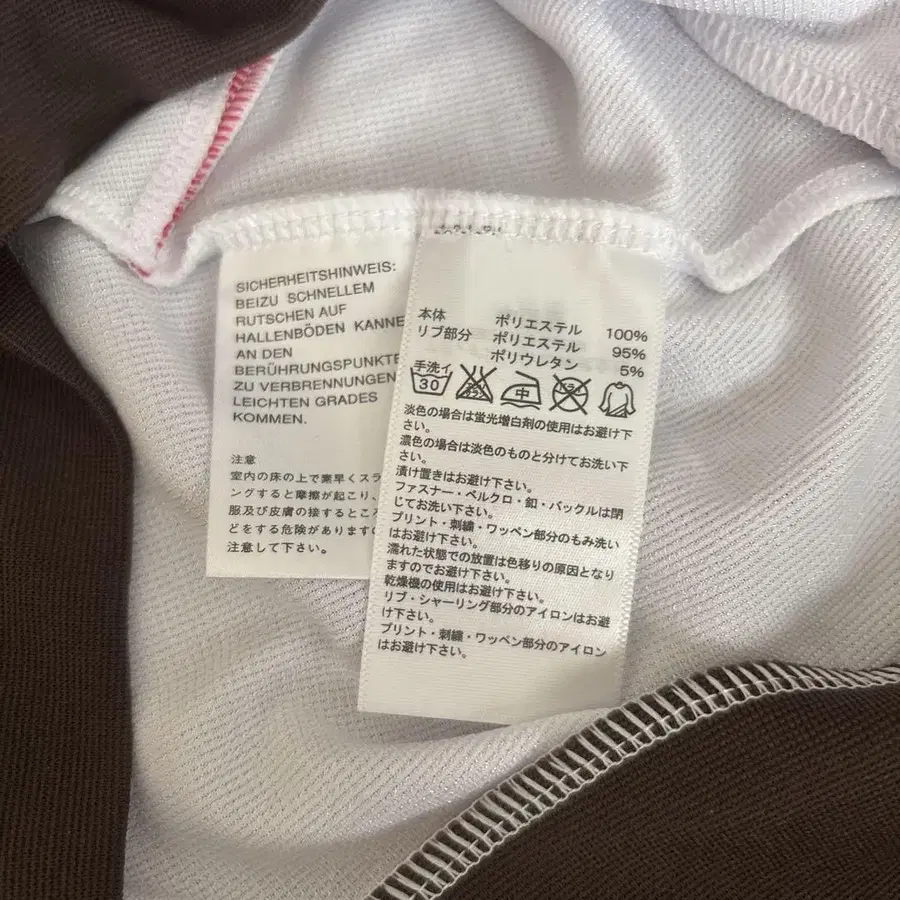 SICHERHEITSHINWEIS:
BEIZU SCHNELLEM
RUTSCHEN AUF
HALLENBÖDEN KANNE
AN DEN
BERÜHRUNGSPUNKTE
ZU VERBRENNUNGEN
LEICHTEN GRADES
KOMMEN.
注意
室内の床の上で素早くスラ
ングすると摩擦が起こり、
服及び皮膚の接するところ
どをする危険があります
注意して下さい。
本体 ポリエステル 100%
リブ部分 ポリエステル 95%
ポリウレタン 5%
手洗イ
30
中
淡色の場合は蛍光増白剤の使用はお避け下
さい。
濃色の場合は淡色のものと分けてお洗い下
さい。
漬け置きはお避け下さい。
ファスナー・ベルクロ・釦・バックルは閉
じてお洗い下さい。
プリント・刺繍・ワッペン部分のもみ洗い
はお避け下さい。
濡れた状態での放置は色移りの原因となり
ますのでお避け下さい。
乾燥機の使用はお避け下さい。
リブ・シャーリング部分のアイロンはお避
け下さい。
プリント・刺繍・ワッペン部分のアイロン
はお避け下さい。